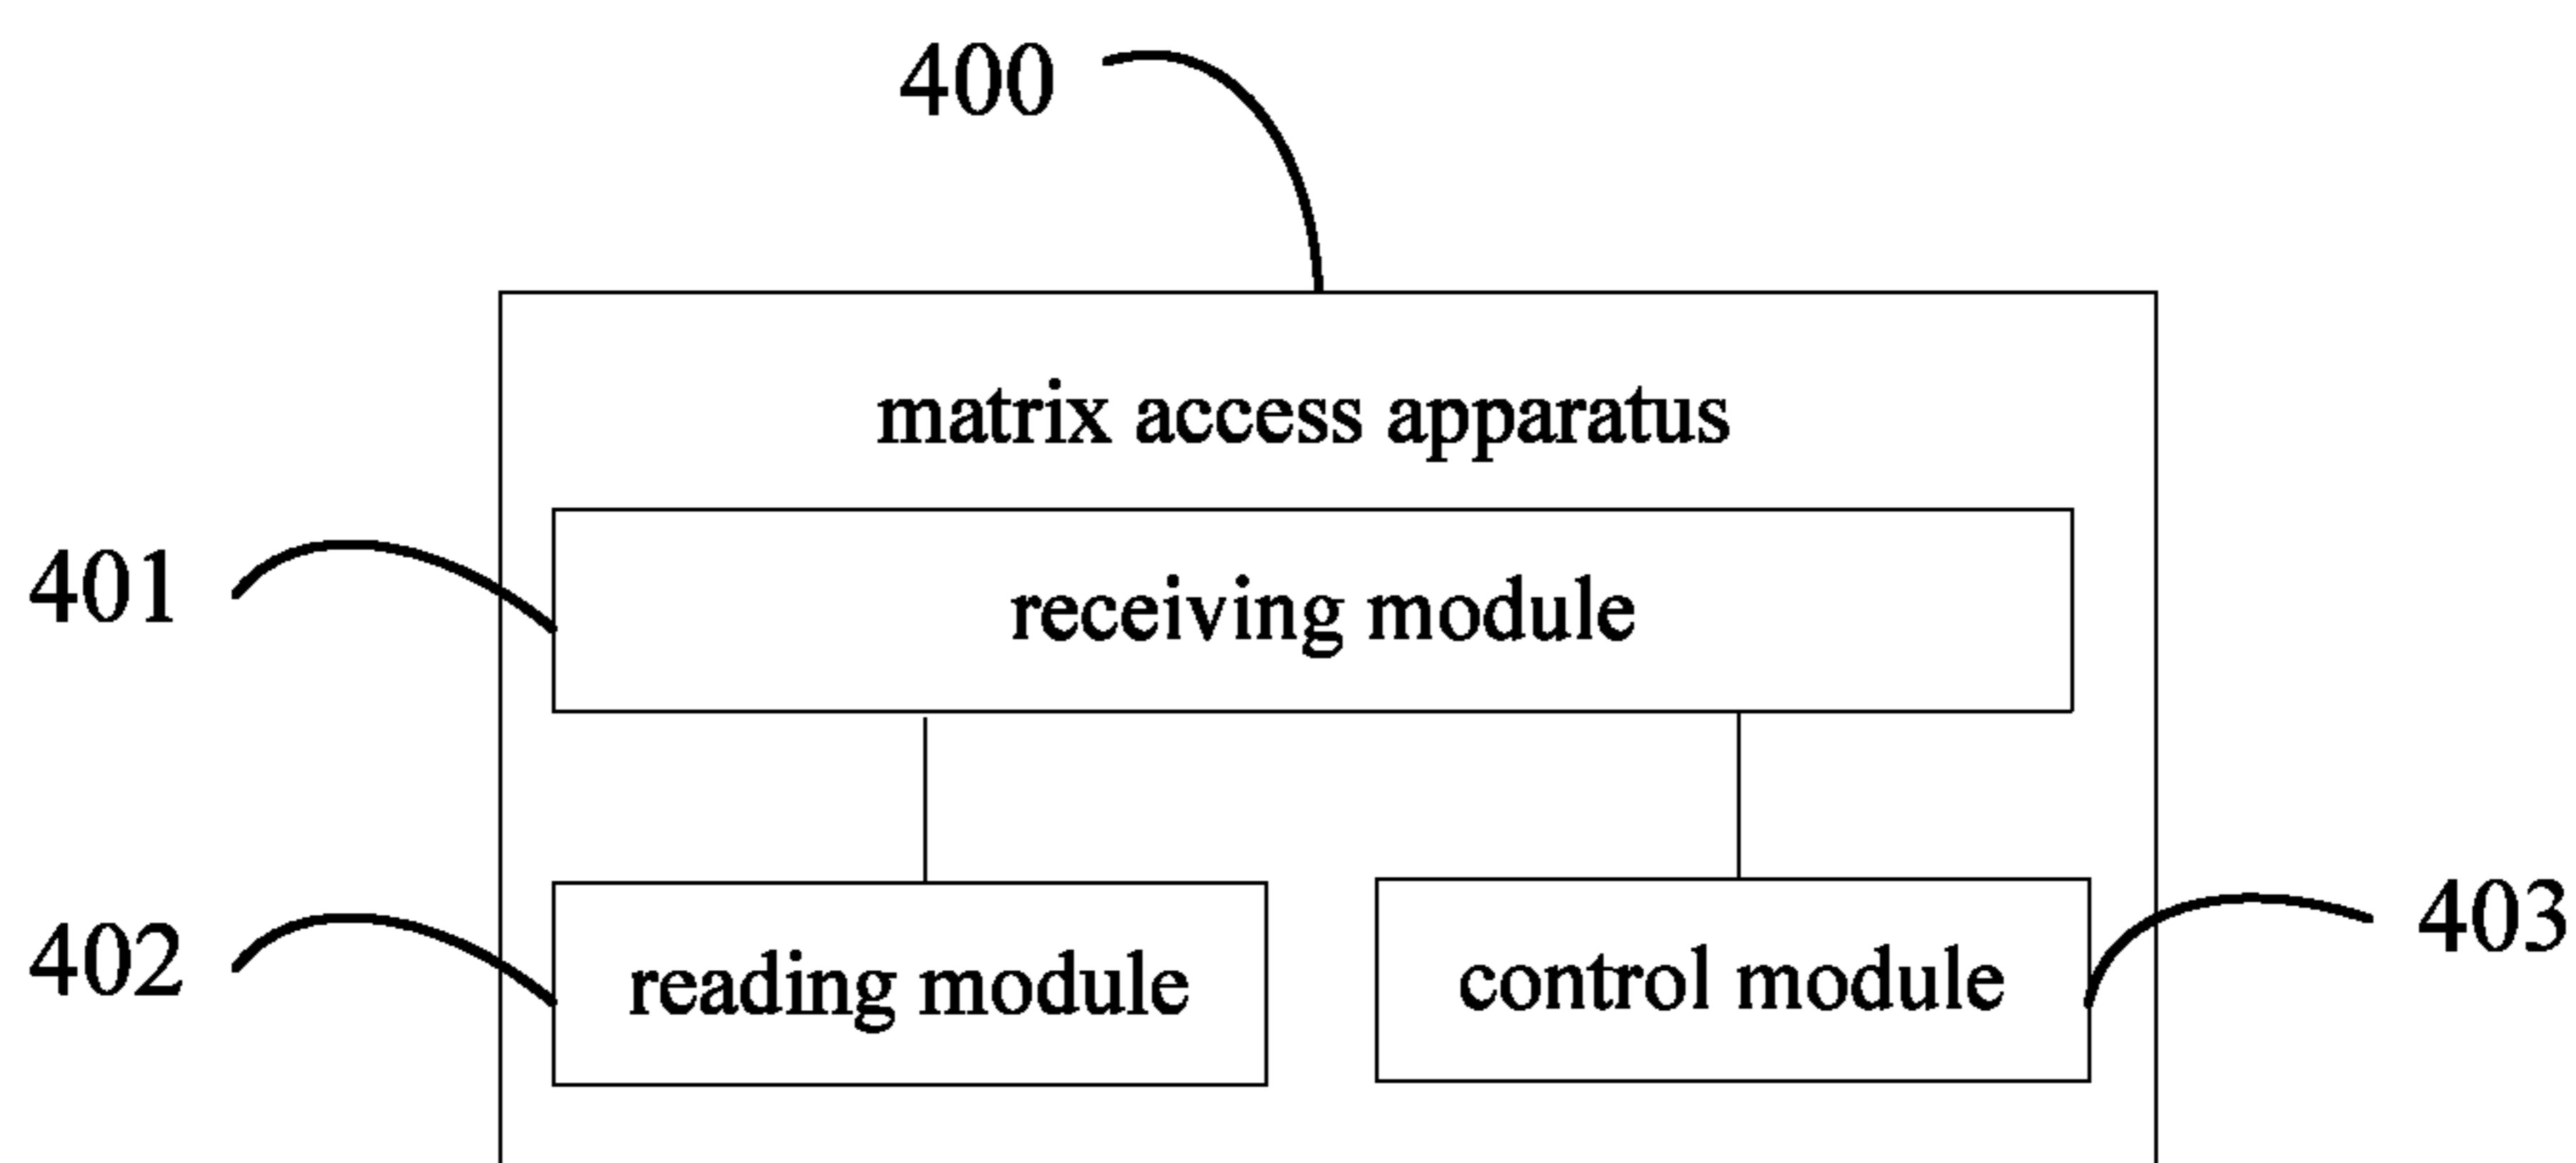 400
matrix access apparatus
401
receiving module
402
reading module
control module
403